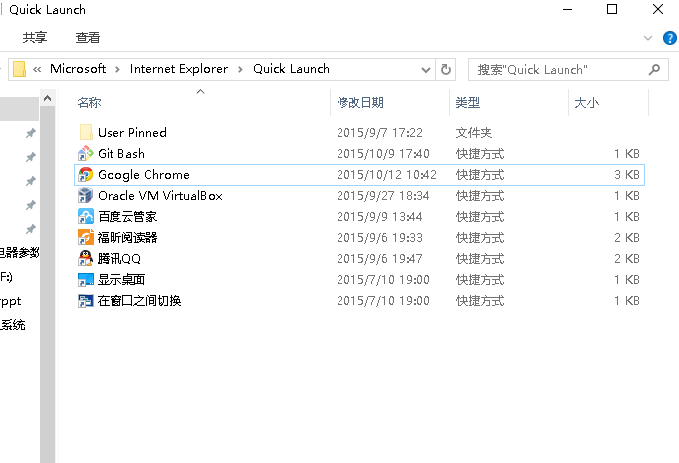 Quick Launch
共享 查看
« Microsoft › Internet Explorer › Quick Launch 搜索"Quick Launch"
名称 修改日期 类型 大小
User Pinned 2015/9/7 17:22 文件夹
Git Bash 2015/10/9 17:40 快捷方式 1 KB
Google Chrome 2015/10/12 10:42 快捷方式 3 KB
Oracle VM VirtualBox 2015/9/27 18:34 快捷方式 1 KB
百度云管家 2015/9/9 13:44 快捷方式 1 KB
福昕阅读器 2015/9/6 19:33 快捷方式 2 KB
电器参数 腾讯QQ 2015/9/6 19:47 快捷方式 2 KB
F:) 显示桌面 2015/7/10 19:00 快捷方式 1 KB
ppt 在窗口之间切换 2015/7/10 19:00 快捷方式 1 KB
系统